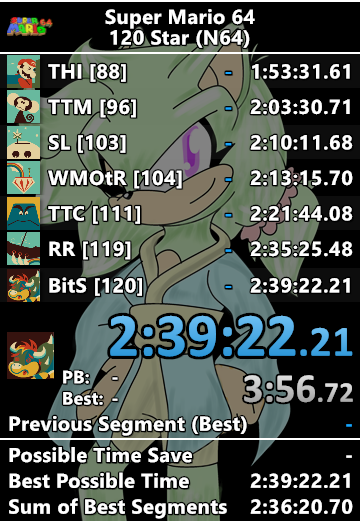 Super Mario 64
120 Star (N64)
THI [88] - 1:53:31.61
TTM [96] - 2:03:30.71
SL [103] - 2:10:11.68
WMOtR [104] - 2:13:15.70
TTC [111] - 2:21:44.08
RR [119] - 2:35:25.48
BitS [120] - 2:39:22.21
2:39:22.21
PB: -
Best: -
3:56.72
Previous Segment (Best) -
Possible Time Save -
Best Possible Time 2:39:22.21
Sum of Best Segments 2:36:20.70